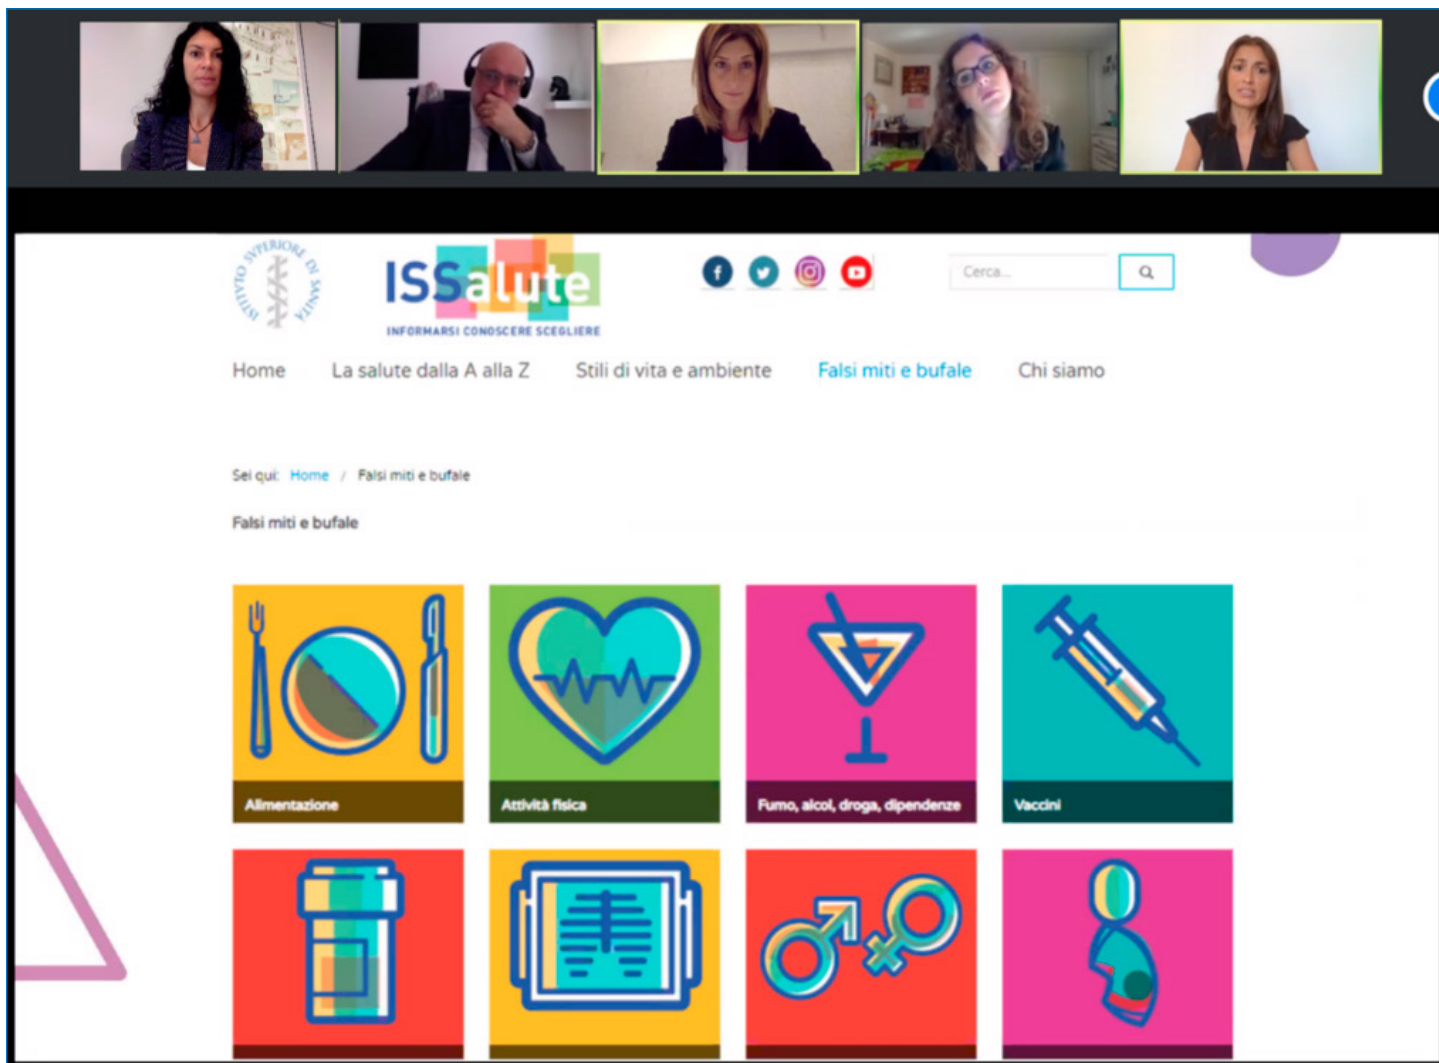 ISTITVTO SVPERIORE DI SANITÀ
ISSalute
INFORMARSI CONOSCERE SCEGLIERE
Cerca...
Home La salute dalla A alla Z Stili di vita e ambiente Falsi miti e bufale Chi siamo
Sei qui: Home / Falsi miti e bufale
Falsi miti e bufale
Alimentazione Attività fisica Fumo, alcol, droga, dipendenze Vaccini